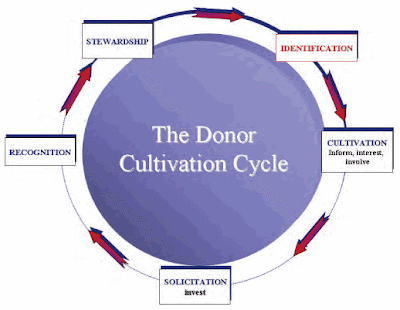 The Donor
Cultivation Cycle
STEWARDSHIP
IDENTIFICATION
CULTIVATION
Inform, interest,
involve
SOLICITATION
invest
RECOGNITION